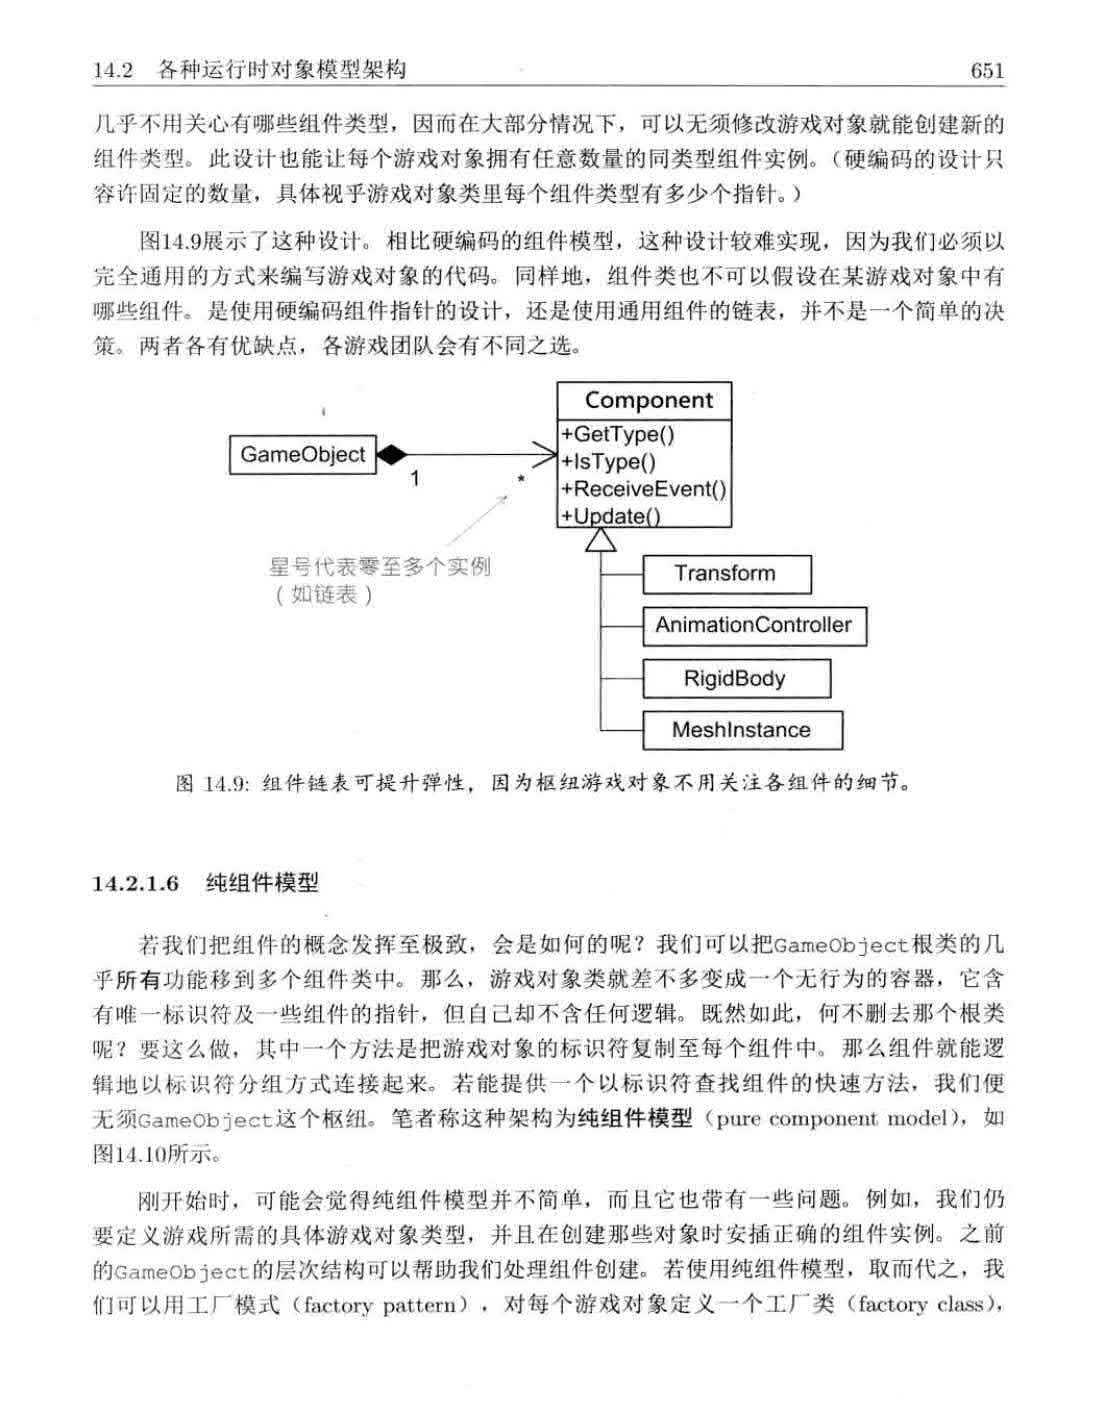 14.2 各种运行时对象模型架构 651
几乎不用关心有哪些组件类型，因而在大部分情况下，可以无须修改游戏对象就能创建新的
组件类型。此设计也能让每个游戏对象拥有任意数量的同类型组件实例。（硬编码的设计只
容许固定的数量，具体视乎游戏对象类里每个组件类型有多少个指针。）
图14.9展示了这种设计。相比硬编码的组件模型，这种设计较难实现，因为我们必须以
完全通用的方式来编写游戏对象的代码。同样地，组件类也不可以假设在某游戏对象中有
哪些组件。是使用硬编码组件指针的设计，还是使用通用组件的链表，并不是一个简单的决
策。两者各有优缺点，各游戏团队会有不同之选。
Component
GameObject
+GetType()
+IsType()
1
*
+ReceiveEvent()
+Update()
星号代表零至多个实例
（如链表）
Transform
AnimationController
RigidBody
MeshInstance
图 14.9: 组件链表可提升弹性，因为枢纽游戏对象不用关注各组件的细节。
14.2.1.6 纯组件模型
若我们把组件的概念发挥至极致，会是如何的呢？我们可以把GameObject根类的几
乎所有功能移到多个组件类中。那么，游戏对象类就差不多变成一个无行为的容器，它含
有唯一标识符及一些组件的指针，但自己却不含任何逻辑。既然如此，何不删去那个根类
呢？要这么做，其中一个方法是把游戏对象的标识符复制至每个组件中。那么组件就能逻
辑地以标识符分组方式连接起来。若能提供一个以标识符查找组件的快速方法，我们便
无须GameObject这个枢纽。笔者称这种架构为纯组件模型（pure component model），如
图14.10所示。
刚开始时，可能会觉得纯组件模型并不简单，而且它也带有一些问题。例如，我们仍
要定义游戏所需的具体游戏对象类型，并且在创建那些对象时安插正确的组件实例。之前
的GameObject的层次结构可以帮助我们处理组件创建。若使用纯组件模型，取而代之，我
们可以用工厂模式（factory pattern），对每个游戏对象定义一个工厂类（factory class），